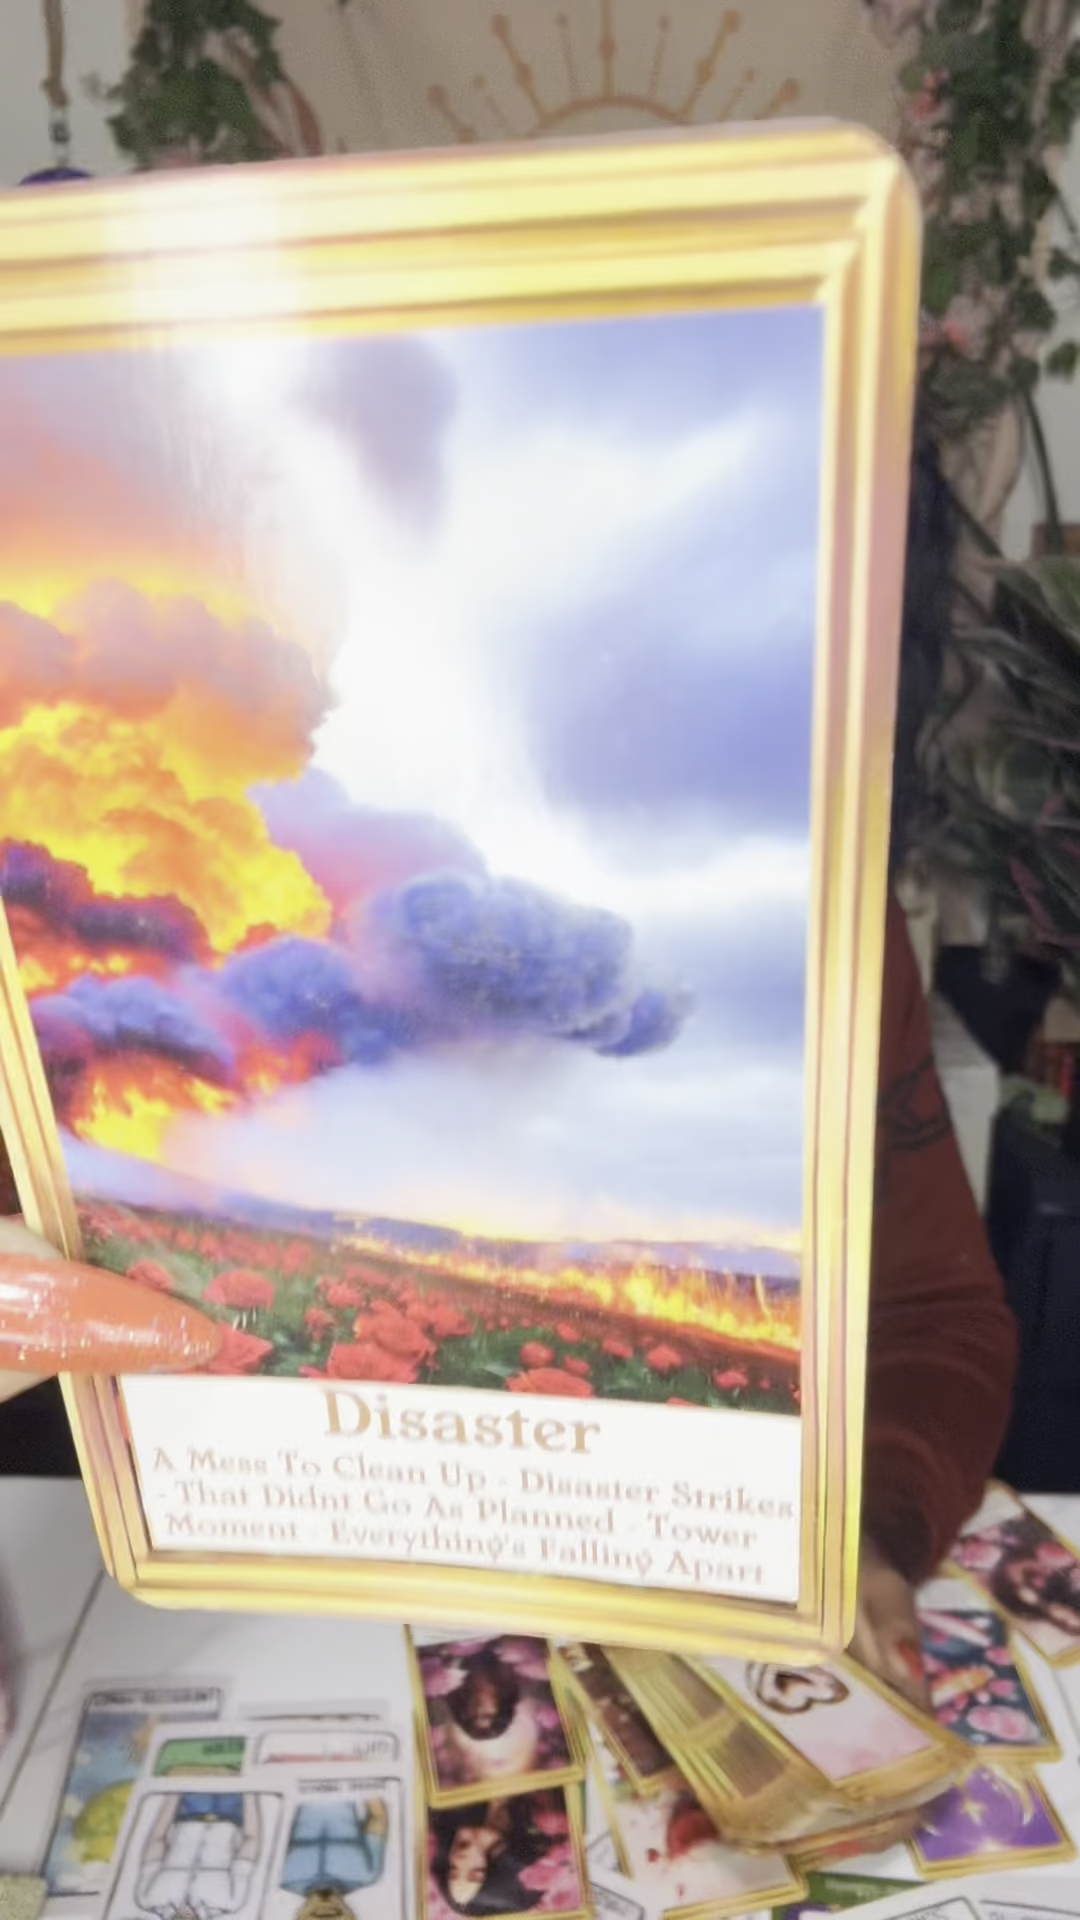 Disaster
A Mess To Clean Up - Disaster Strikes
- That Didnt Go As Planned - Tower
Moment - Everything's Falling Apart